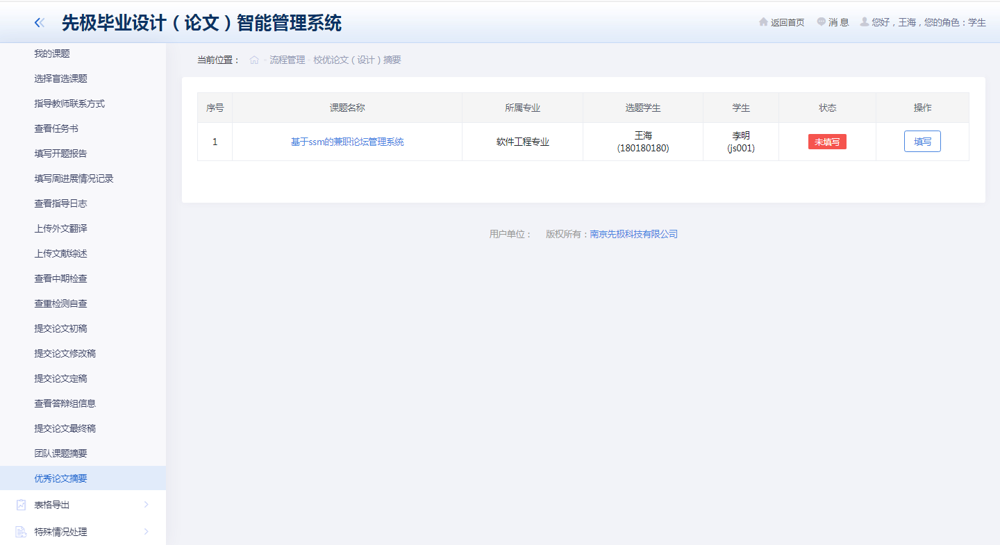 先极毕业设计（论文）智能管理系统
返回首页 消 息 您好，王海，您的角色：学生
我的课题
选择盲选课题
指导教师联系方式
查看任务书
填写开题报告
填写周进展情况记录
查看指导日志
上传外文翻译
上传文献综述
查看中期检查
查重检测自查
提交论文初稿
提交论文修改稿
提交论文定稿
查看答辩组信息
提交论文最终稿
团队课题摘要
优秀论文摘要
表格导出
特殊情况处理
当前位置： 流程管理 校优论文（设计）摘要
序号 课题名称 所属专业 选题学生 学生 状态 操作
1 基于ssm的兼职论坛管理系统 软件工程专业 王海 李明 未填写 填写
(180180180) (js001)
用户单位： 版权所有：南京先极科技有限公司